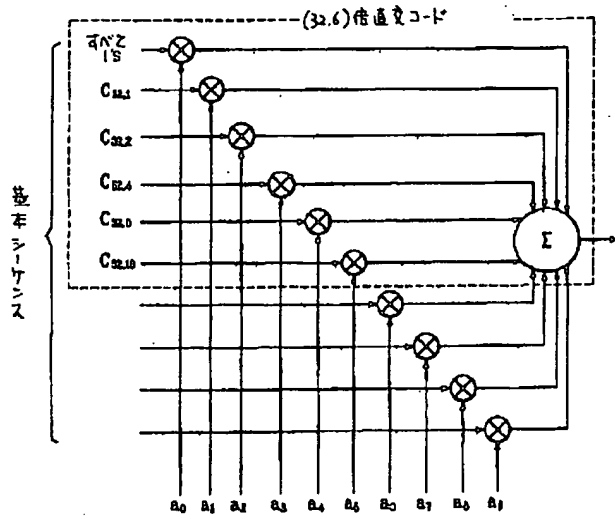 (32,6)倍直交コード
すべて
1'S
C32,1
C32,2
C32,4
C32,8
C32,16
基本シーケンス
Σ
a0 a1 a2 a3 a4 a5 a6 a7 a8 a9